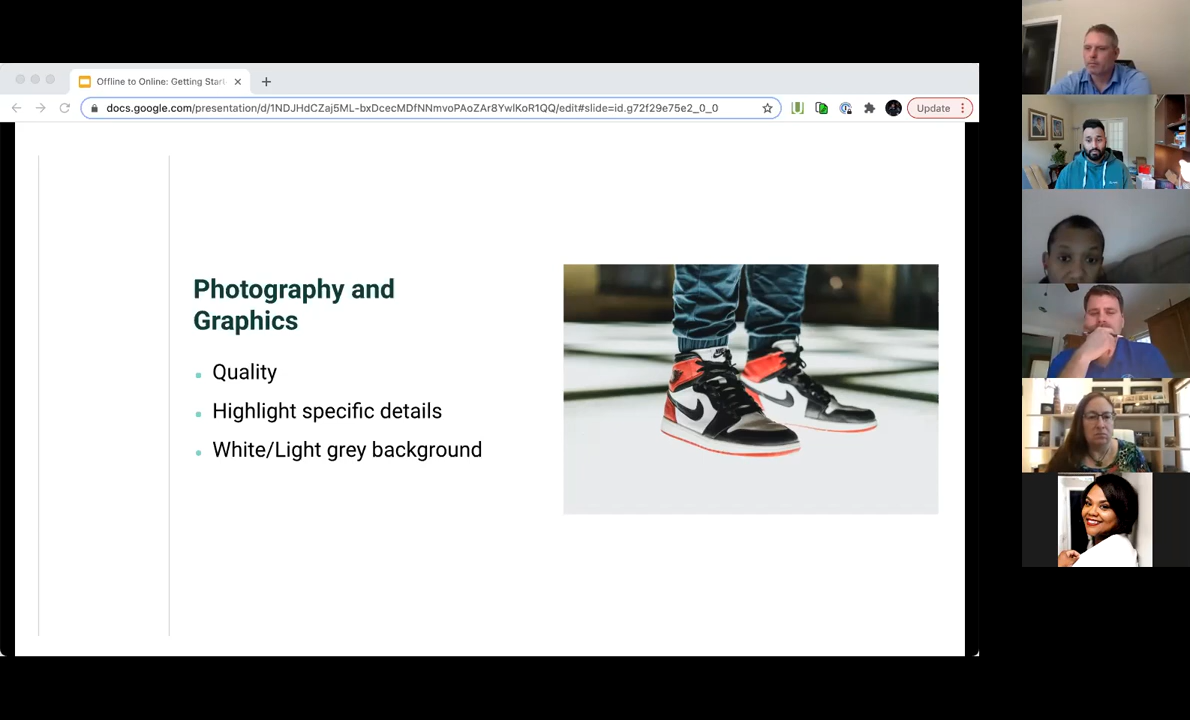 Offline to Online: Getting Star
docs.google.com/presentation/d/1NDJHdCZaj5ML-bxDcecMDfNNmvoPAoZAr8YwlKoR1QQ/edit#slide=id.g72f29e75e2_0_0
Update
Photography and
Graphics
Quality
Highlight specific details
White/Light grey background